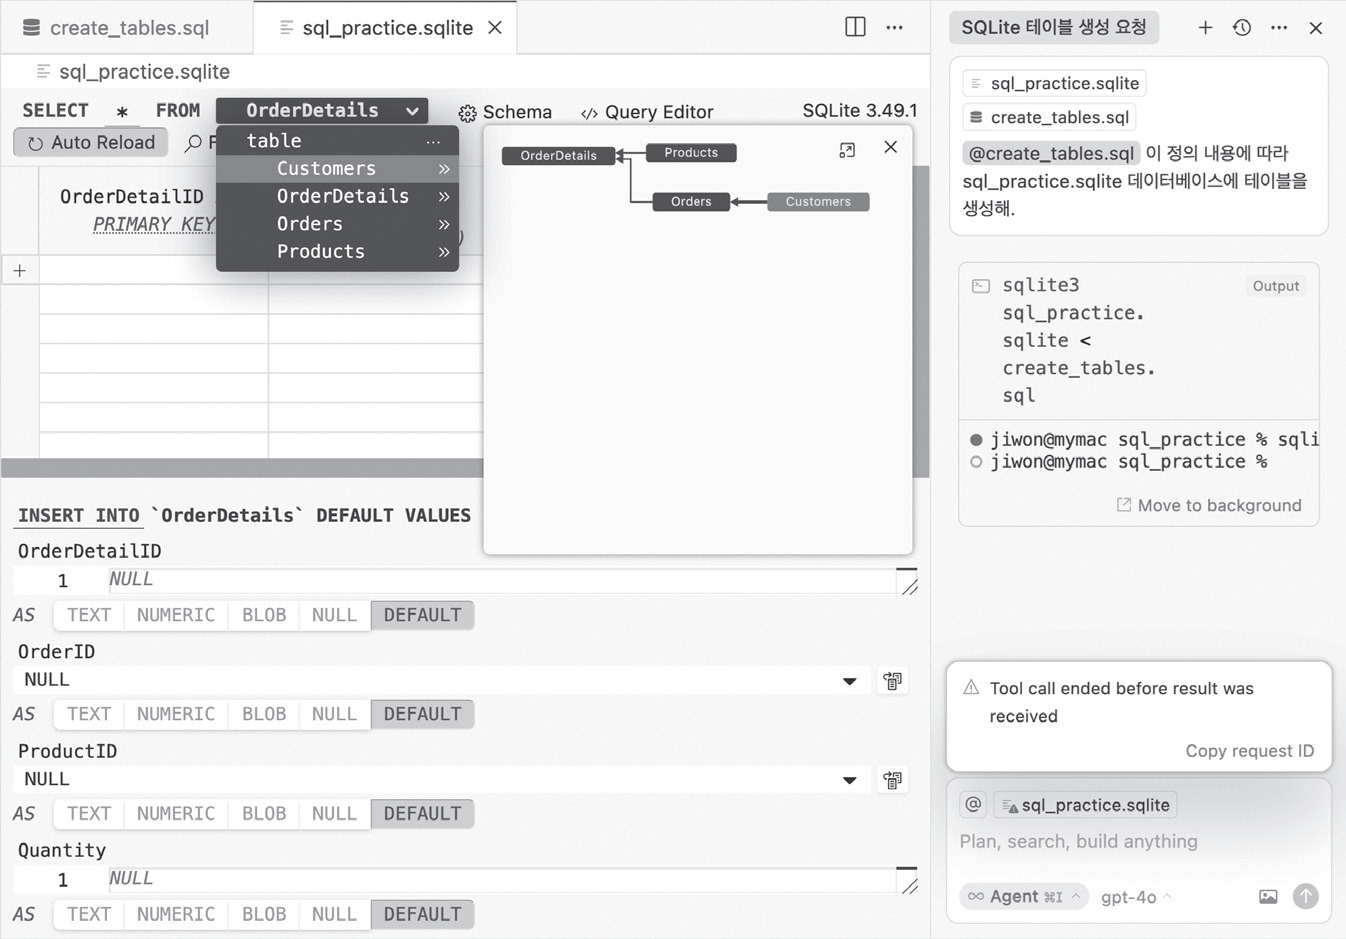 create_tables.sql
sql_practice.sqlite
sql_practice.sqlite
SELECT * FROM OrderDetails
Schema
Query Editor
SQLite 3.49.1
Auto Reload
F
table
Customers
OrderDetails
Orders
Products
OrderDetailID
PRIMARY KEY
)
OrderDetails
Products
Orders
Customers
INSERT INTO `OrderDetails` DEFAULT VALUES
OrderDetailID
1 NULL
AS TEXT NUMERIC BLOB NULL DEFAULT
OrderID
NULL
AS TEXT NUMERIC BLOB NULL DEFAULT
ProductID
NULL
AS TEXT NUMERIC BLOB NULL DEFAULT
Quantity
1 NULL
AS TEXT NUMERIC BLOB NULL DEFAULT
SQLite 테이블 생성 요청
sql_practice.sqlite
create_tables.sql
@create_tables.sql 이 정의 내용에 따라
sql_practice.sqlite 데이터베이스에 테이블을
생성해.
sqlite3
Output
sql_practice.
sqlite <
create_tables.
sql
jiwon@mymac sql_practice % sqli
jiwon@mymac sql_practice %
Move to background
Tool call ended before result was
received
Copy request ID
@ sql_practice.sqlite
Plan, search, build anything
Agent ⌘I gpt-4o